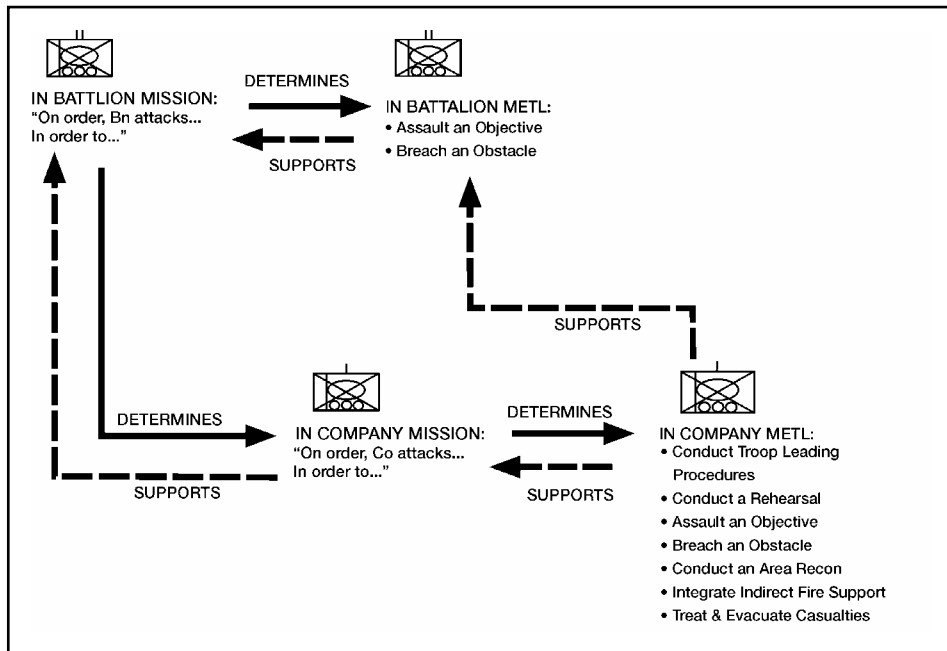 IN BATTLION MISSION:
"On order, Bn attacks...
In order to..."
DETERMINES
SUPPORTS
IN BATTALION METL:
• Assault an Objective
• Breach an Obstacle
SUPPORTS
DETERMINES
SUPPORTS
IN COMPANY MISSION:
"On order, Co attacks...
In order to..."
DETERMINES
SUPPORTS
IN COMPANY METL:
• Conduct Troop Leading
Procedures
• Conduct a Rehearsal
• Assault an Objective
• Breach an Obstacle
• Conduct an Area Recon
• Integrate Indirect Fire Support
• Treat & Evacuate Casualties